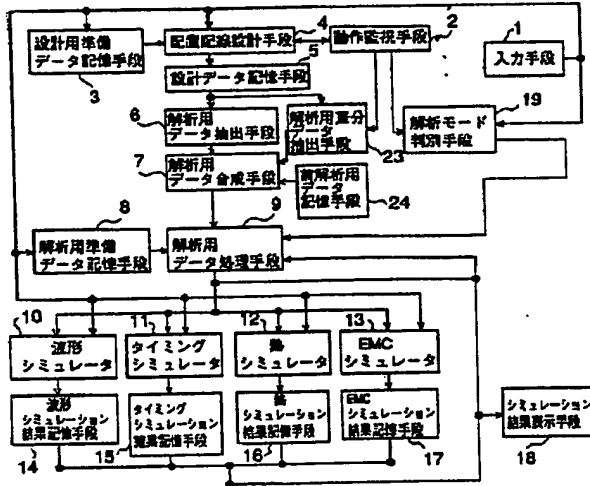 4
2
1
設計用準備
データ記憶手段
配置配線設計手段
動作監視手段
入力手段
5
3
設計データ記憶手段
19
6
解析用
データ抽出手段
解析用差分
データ
抽出手段
解析モード
判別手段
23
7
解析用
データ合成手段
前解析用
データ
記憶手段
24
8
9
解析用準備
データ記憶手段
解析用
データ処理手段
10
11
12
13
波形
シミュレータ
タイミング
シミュレータ
熱
シミュレータ
EMC
シミュレータ
波形
シミュレーション
結果記憶手段
タイミング
シミュレーション
結果記憶手段
熱
シミュレーション
結果記憶手段
EMC
シミュレーション
結果記憶手段
シミュレーション
結果表示手段
14
15
16
17
18